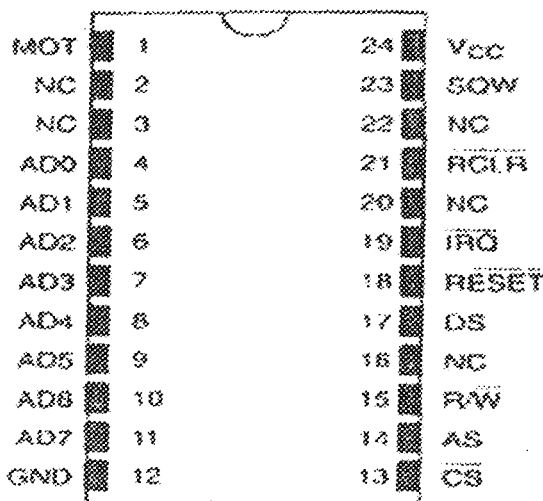 MOT 1 24 VCC
NC 2 23 SQW
NC 3 22 NC
AD0 4 21 RCLR
AD1 5 20 NC
AD2 6 19 IRQ
AD3 7 18 RESET
AD4 8 17 DS
AD5 9 16 NC
AD6 10 15 R/W
AD7 11 14 AS
GND 12 13 CS